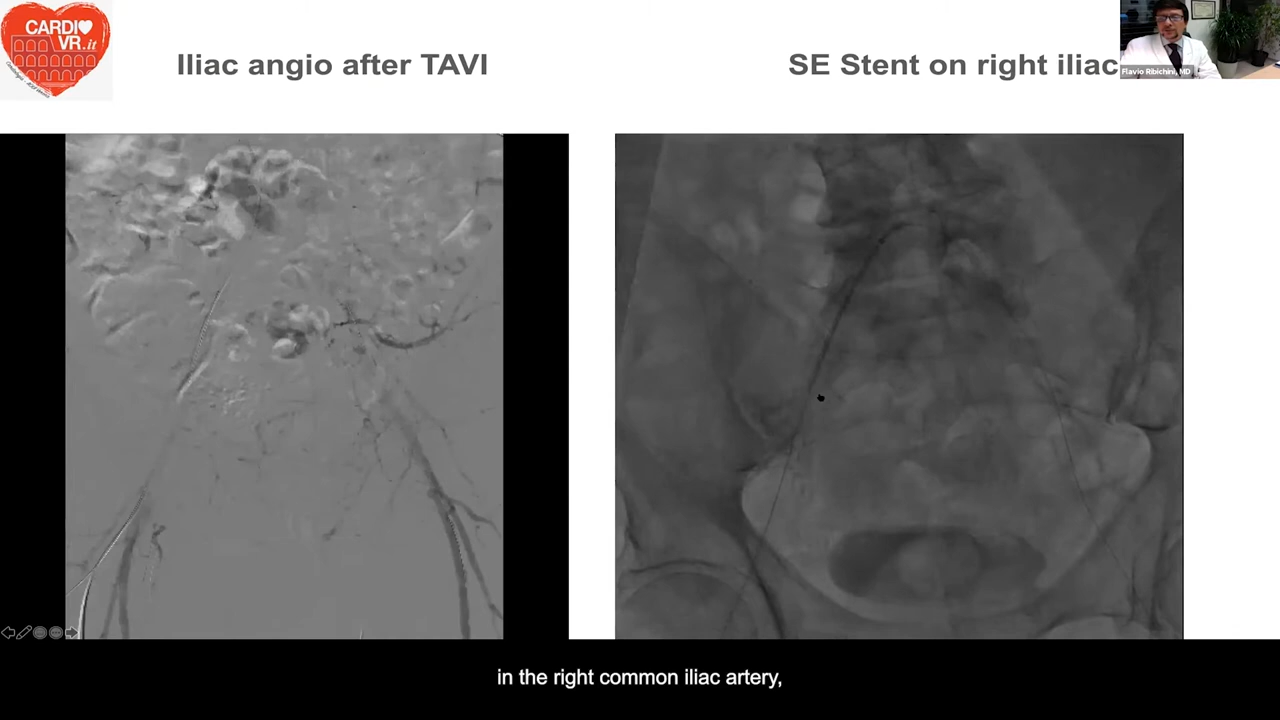 CARDI
VR.it
Iliac angio after TAVI
SE Stent on right iliac
Flavio Ribichini, MD
in the right common iliac artery,